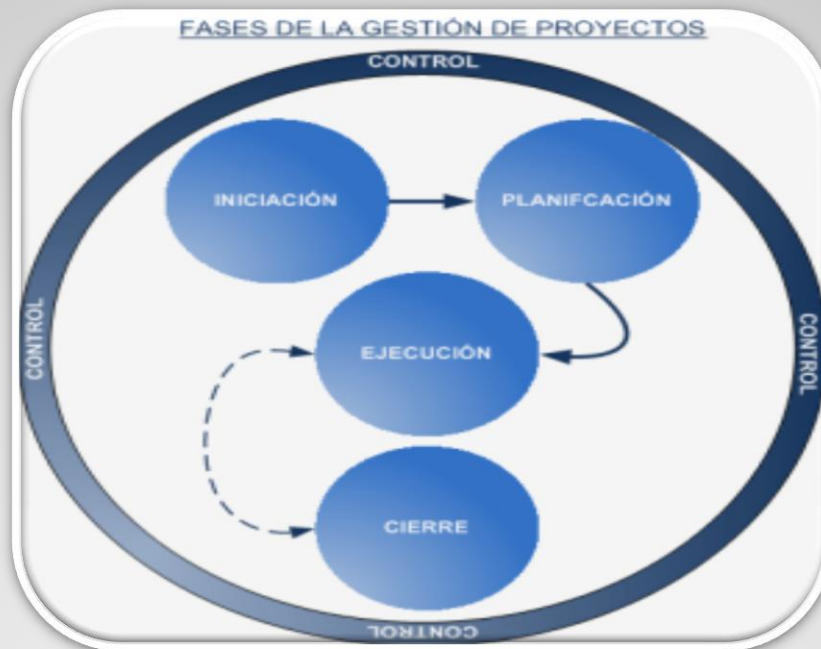 FASES DE LA GESTIÓN DE PROYECTOS
CONTROL
INICIACIÓN
PLANIFCACIÓN
CONTROL
EJECUCIÓN
CONTROL
CIERRE
CONTROL